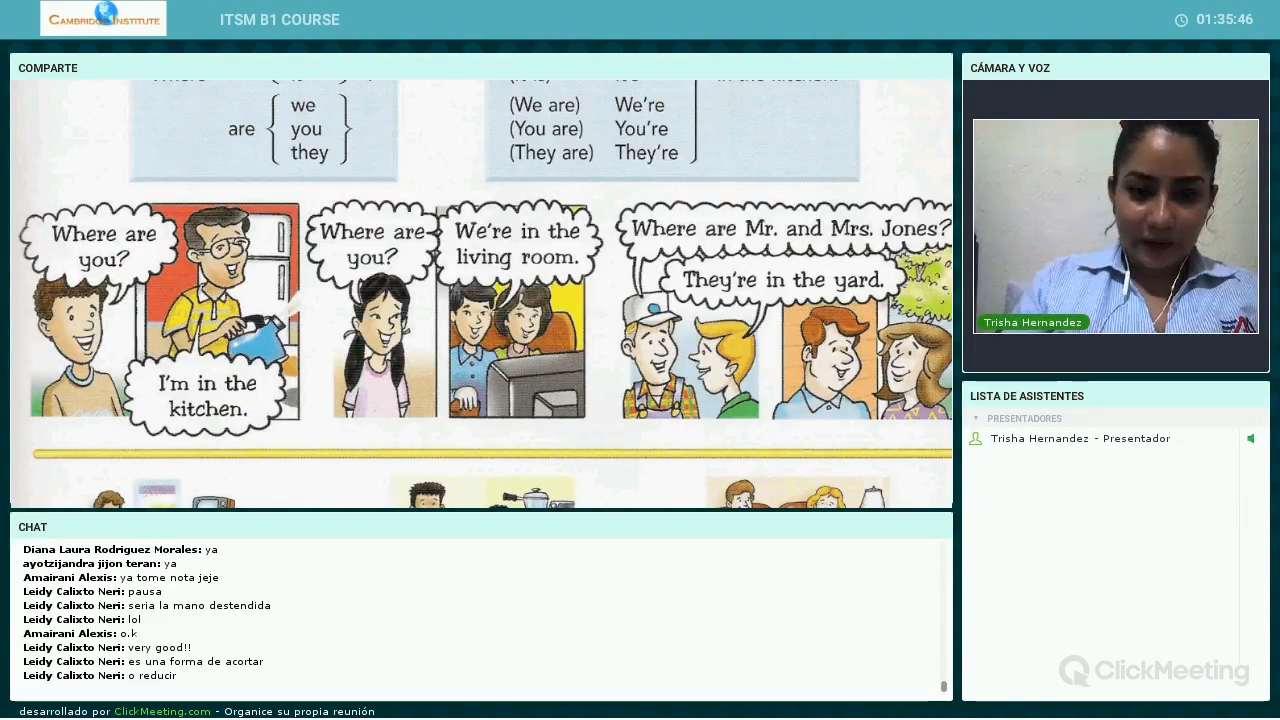 CAMBRIDGE INSTITUTE
ITSM B1 COURSE
01:35:46
COMPARTE
are
we
you
they
(We are) We're
(You are) You're
(They are) They're
Where are
you?
I'm in the
kitchen.
Where are
you?
We're in the
living room.
Where are Mr. and Mrs. Jones?
They're in the yard.
CÁMARA Y VOZ
Trisha Hernandez
LISTA DE ASISTENTES
PRESENTADORES
Trisha Hernandez - Presentador
CHAT
Diana Laura Rodriguez Morales: ya
ayotzijandra jijon teran: ya
Amairani Alexis: ya tome nota jeje
Leidy Calixto Neri: pausa
Leidy Calixto Neri: seria la mano destendida
Leidy Calixto Neri: lol
Amairani Alexis: o.k
Leidy Calixto Neri: very good!!
Leidy Calixto Neri: es una forma de acortar
Leidy Calixto Neri: o reducir
ClickMeeting
desarrollado por ClickMeeting.com - Organice su propia reunión